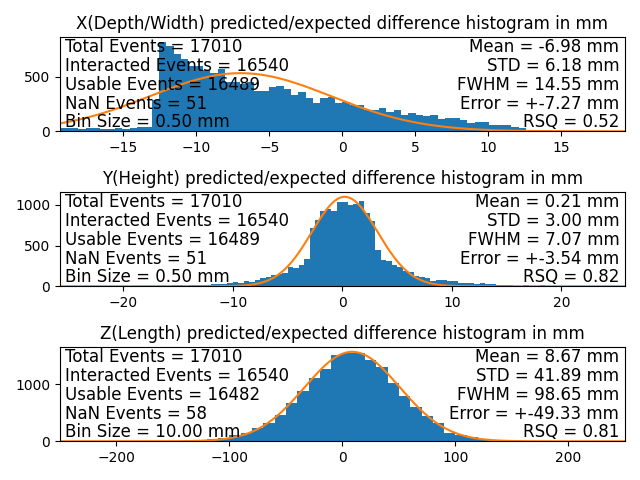 X(Depth/Width) predicted/expected difference histogram in mm
Total Events = 17010 Mean = -6.98 mm
Interacted Events = 16540 STD = 6.18 mm
Usable Events = 16489 FWHM = 14.55 mm
NaN Events = 51 Error = +-7.27 mm
Bin Size = 0.50 mm RSQ = 0.52
500
0
−15 −10 −5 0 5 10 15
Y(Height) predicted/expected difference histogram in mm
Total Events = 17010 Mean = 0.21 mm
Interacted Events = 16540 STD = 3.00 mm
Usable Events = 16489 FWHM = 7.07 mm
NaN Events = 51 Error = +-3.54 mm
Bin Size = 0.50 mm RSQ = 0.82
1000
500
0
−20 −10 0 10 20
Z(Length) predicted/expected difference histogram in mm
Total Events = 17010 Mean = 8.67 mm
Interacted Events = 16540 STD = 41.89 mm
Usable Events = 16482 FWHM = 98.65 mm
NaN Events = 58 Error = +-49.33 mm
Bin Size = 10.00 mm RSQ = 0.81
1000
0
−200 −100 0 100 200